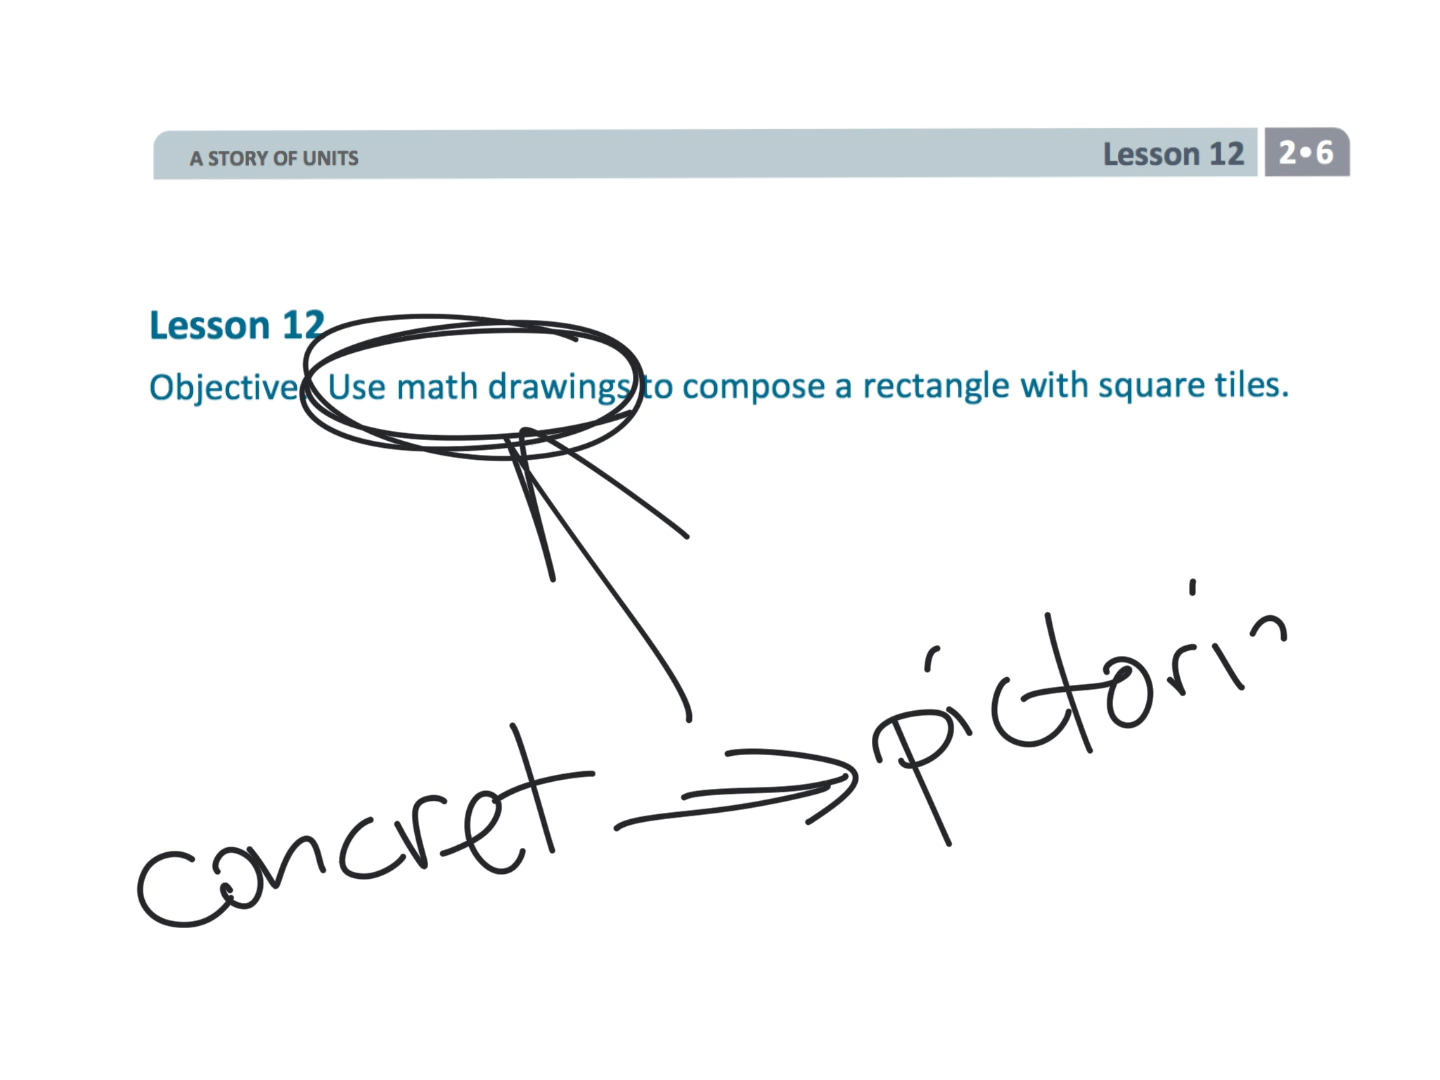 A STORY OF UNITS
Lesson 12 2•6
Lesson 12
Objective: Use math drawings to compose a rectangle with square tiles.
concret → pictori